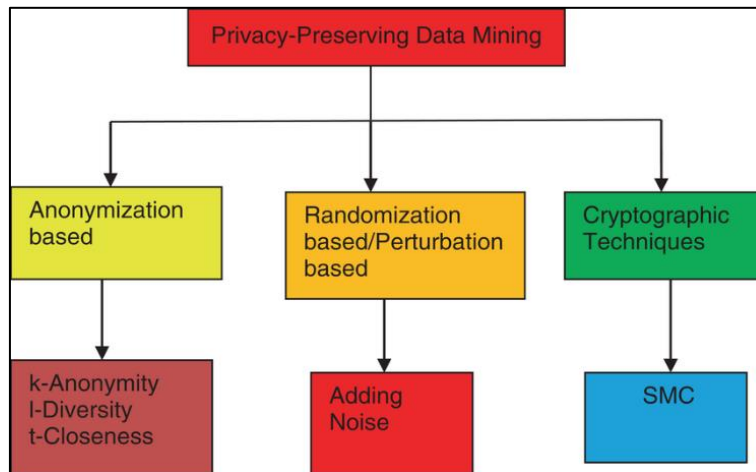 Privacy-Preserving Data Mining
Anonymization
based
Randomization
based/Perturbation
based
Cryptographic
Techniques
k-Anonymity
l-Diversity
t-Closeness
Adding
Noise
SMC